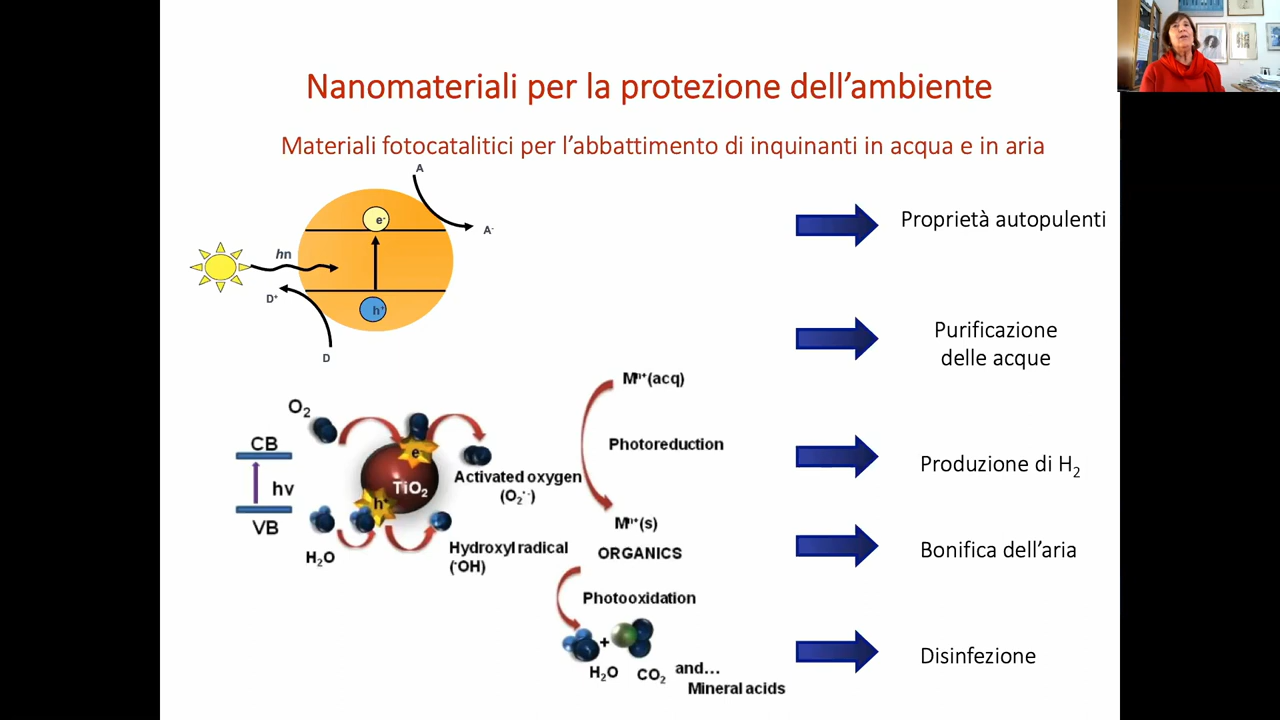 Nanomateriali per la protezione dell'ambiente
Materiali fotocatalitici per l'abbattimento di inquinanti in acqua e in aria
A
e-
A-
hn
D+
h+
D
Proprietà autopulenti
Purificazione
delle acque
Produzione di H2
Bonifica dell'aria
Disinfezione
O2
CB
hv
VB
H2O
e-
TiO2
h+
Activated oxygen
(O2·-)
Hydroxyl radical
(·OH)
Mn+(acq)
Photoreduction
Mn+(s)
ORGANICS
Photooxidation
+
H2O
CO2
and...
Mineral acids